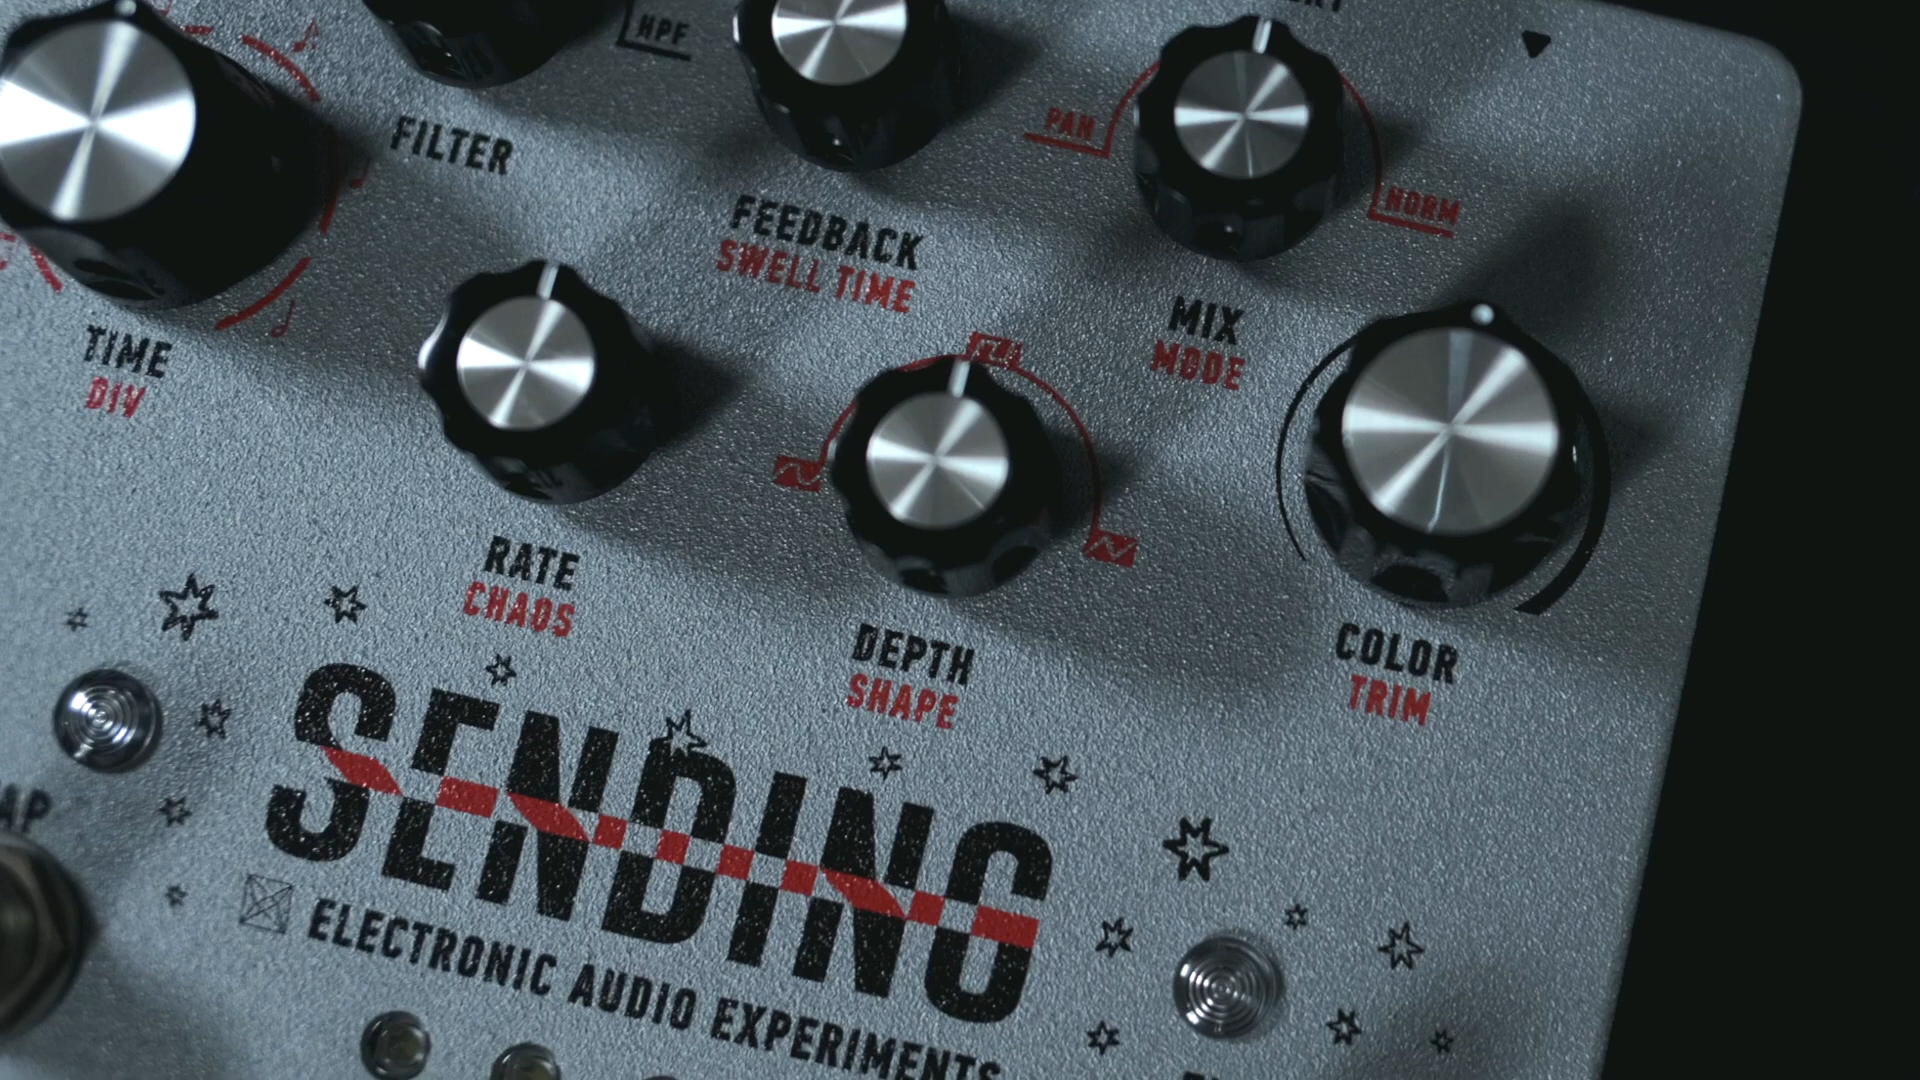 HPF
FILTER
PAN
NORM
FEEDBACK
SWELL TIME
MIX
MODE
TIME
DIV
RATE
CHAOS
DEPTH
SHAPE
COLOR
TRIM
SENDING
ELECTRONIC AUDIO EXPERIMENTS